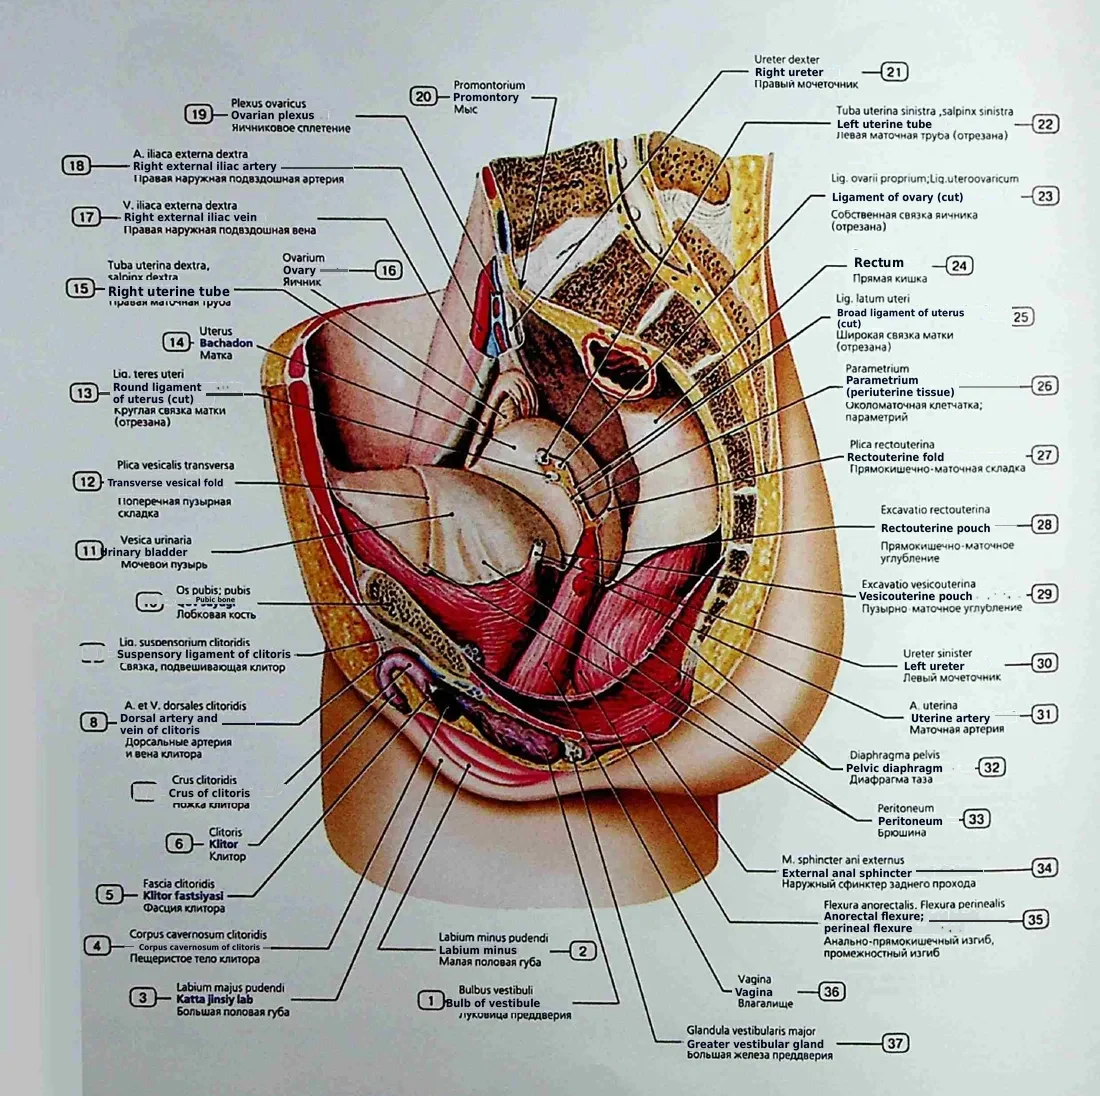 Ureter dexter
Right ureter
Правый мочеточник
21
Promontorium
Promontory
Мыс
20
Plexus ovaricus
Ovarian plexus
Яичниковое сплетение
19
Tuba uterina sinistra ,salpinx sinistra
Left uterine tube
Левая маточная труба (отрезана)
22
A. iliaca externa dextra
Right external iliac artery
Правая наружная подвздошная артерия
18
Lig. ovarii proprium;Lig.uteroovaricum
Ligament of ovary (cut)
Собственная связка яичника
(отрезана)
23
V. iliaca externa dextra
Right external iliac vein
Правая наружная подвздошная вена
17
Ovarium
Ovary
Яичник
16
Rectum
Прямая кишка
24
Tuba uterina dextra,
salpinx dextra
Right uterine tube
Правая маточная труба
15
Lig. latum uteri
Broad ligament of uterus
(cut)
Широкая связка матки
(отрезана)
25
Uterus
Bachadon
Матка
14
Lig. teres uteri
Round ligament
of uterus (cut)
Круглая связка матки
(отрезана)
13
Parametrium
Parametrium
(periuterine tissue)
Околоматочная клетчатка;
параметрий
26
Plica rectouterina
Rectouterine fold
Прямокишечно-маточная складка
27
Plica vesicalis transversa
Transverse vesical fold
Поперечная пузырная
складка
12
Excavatio rectouterina
Rectouterine pouch
Прямокишечно-маточное
углубление
28
Vesica urinaria
Urinary bladder
Мочевой пузырь
11
Os pubis; pubis
Pubic bone
Лобковая кость
Excavatio vesicouterina
Vesicouterine pouch
Пузырно-маточное углубление
29
Lig. suspensorium clitoridis
Suspensory ligament of clitoris
Связка, подвешивающая клитор
Ureter sinister
Left ureter
Левый мочеточник
30
A. et V. dorsales clitoridis
Dorsal artery and
vein of clitoris
Дорсальные артерия
и вена клитора
8
A. uterina
Uterine artery
Маточная артерия
31
Diaphragma pelvis
Pelvic diaphragm
Диафрагма таза
32
Crus clitoridis
Crus of clitoris
Ножка клитора
Peritoneum
Peritoneum
Брюшина
33
Clitoris
Klitor
Клитор
6
M. sphincter ani externus
External anal sphincter
Наружный сфинктер заднего прохода
34
Fascia clitoridis
Klitor fastsiyasi
Фасция клитора
5
Flexura anorectalis. Flexura perinealis
Anorectal flexure;
perineal flexure
Анально-прямокишечный изгиб,
промежностный изгиб
35
Corpus cavernosum clitoridis
Corpus cavernosum of clitoris
Пещеристое тело клитора
4
Labium minus pudendi
Labium minus
Малая половая губа
2
Labium majus pudendi
Katta jinsiy lab
Большая половая губа
3
Bulbus vestibuli
Bulb of vestibule
Луковица преддверия
1
Vagina
Vagina
Влагалище
36
Glandula vestibularis major
Greater vestibular gland
Большая железа преддверия
37